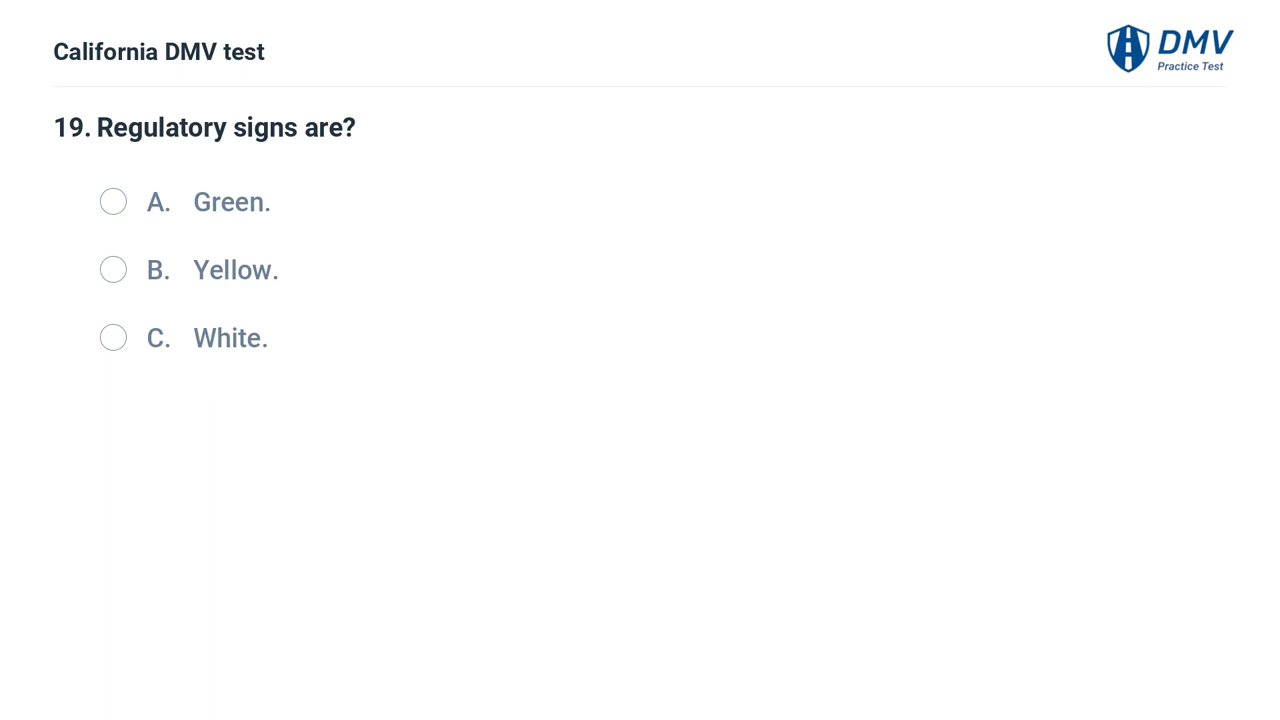 California DMV test
DMV
Practice Test
19. Regulatory signs are?
A. Green.
B. Yellow.
C. White.